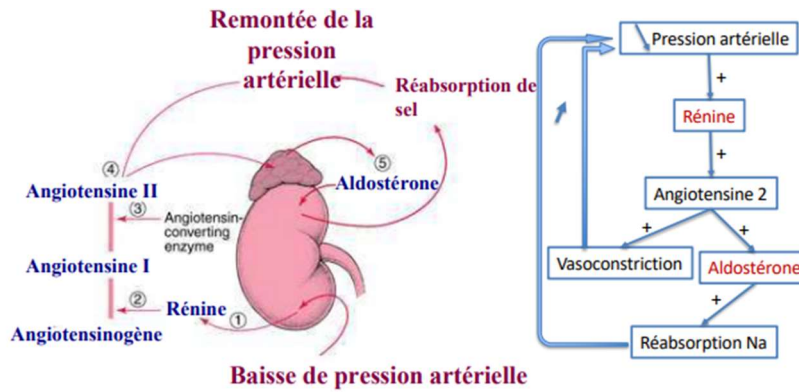 Remontée de la
pression
artérielle
Réabsorption de
sel
④
Angiotensine II
⑤
Aldostérone
③
Angiotensin-
converting
enzyme
Angiotensine I
②
Rénine
①
Angiotensinogène
Baisse de pression artérielle
Pression artérielle
+
Rénine
+
Angiotensine 2
+
+
Vasoconstriction
Aldostérone
+
Réabsorption Na